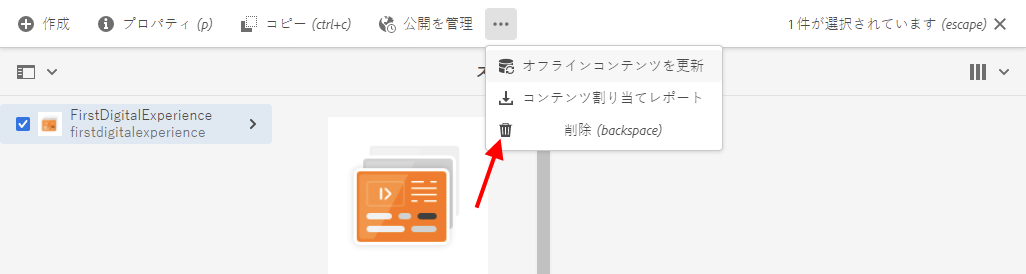 作成 プロパティ (p) コピー (ctrl+c) 公開を管理 1 件が選択されています (escape)
オフラインコンテンツを更新
コンテンツ割り当てレポート
削除 (backspace)
FirstDigitalExperience
firstdigitalexperience